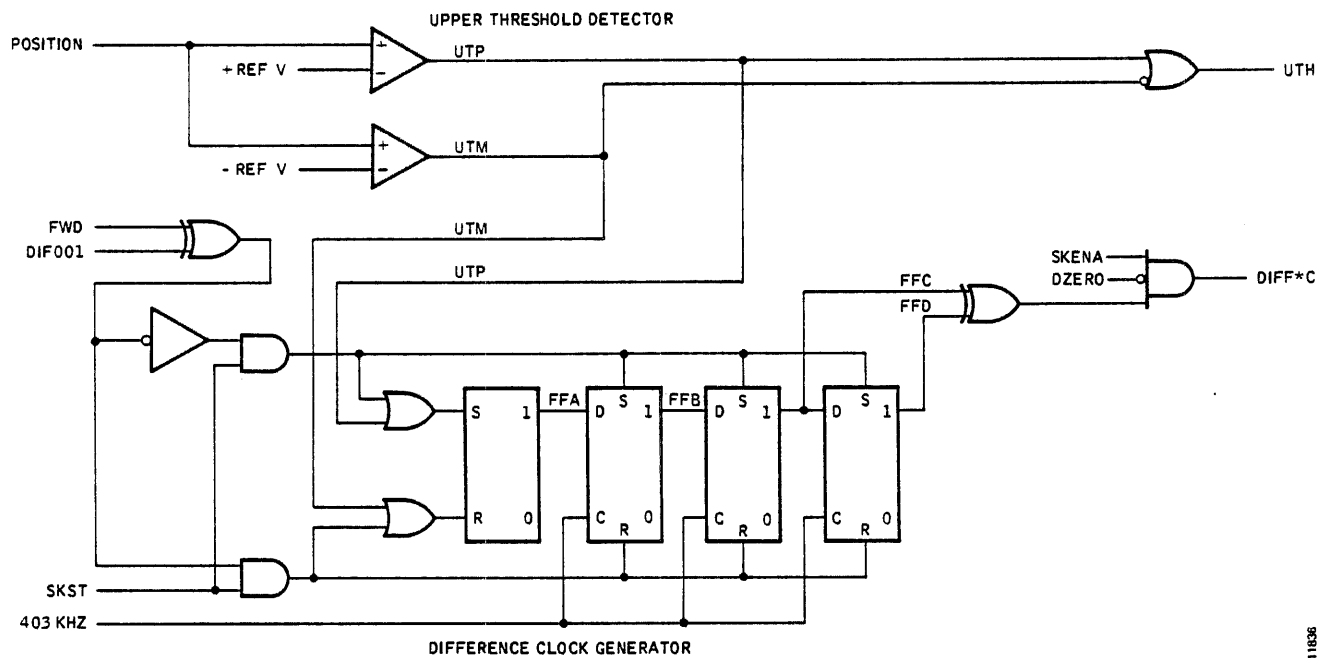 UPPER THRESHOLD DETECTOR
POSITION
+
-
+ REF V
UTP
UTH
+
-
- REF V
UTM
FWD
DIF001
UTM
UTP
SKENA
DZERO
DIFF*C
FFC
FFD
S 1
R 0
FFA
D S 1
C R 0
FFB
D S 1
C R 0
D S 1
C R 0
SKST
403 KHZ
DIFFERENCE CLOCK GENERATOR
11836